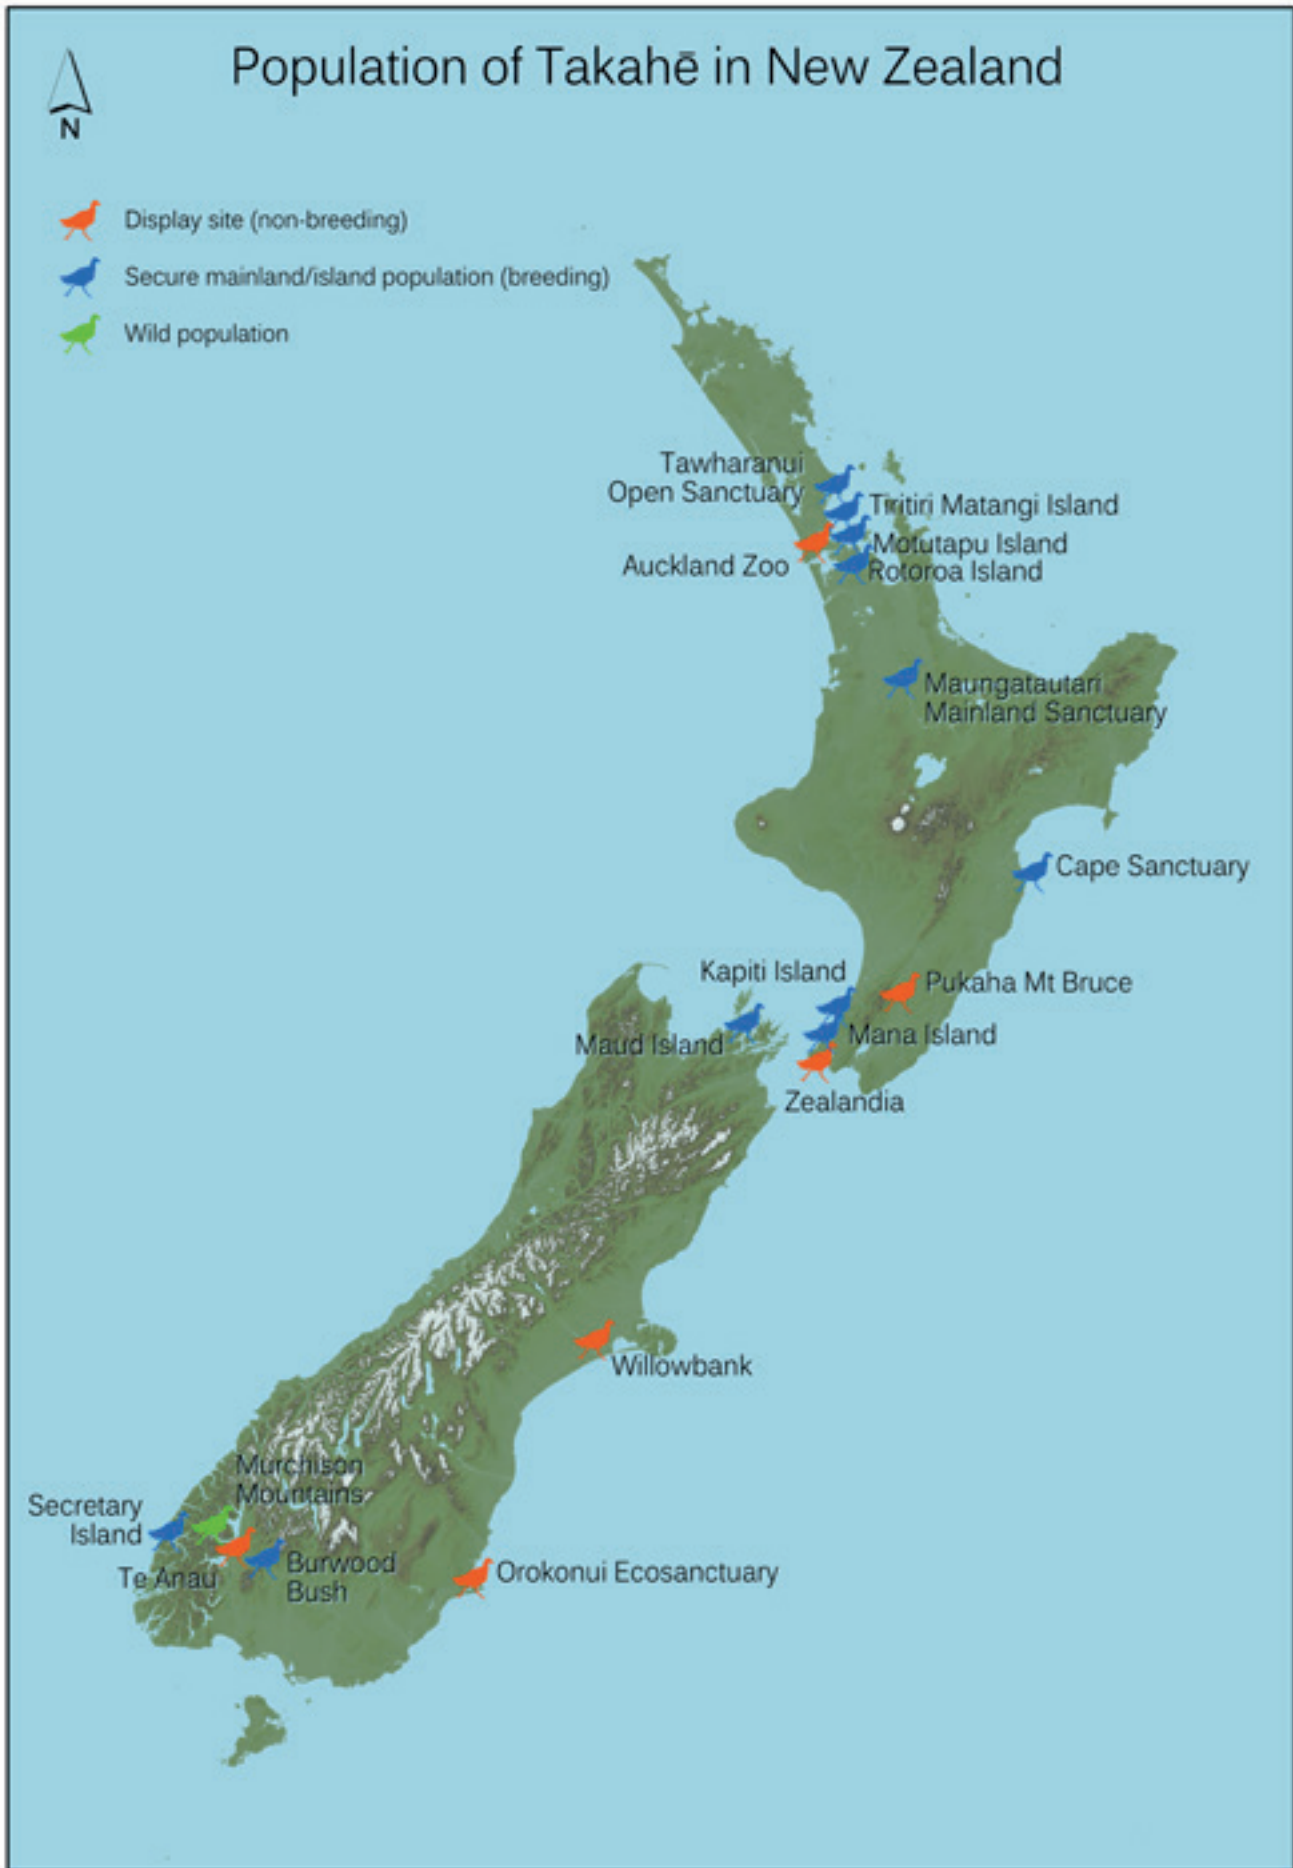 Population of Takahē in New Zealand
N
Display site (non-breeding)
Secure mainland/island population (breeding)
Wild population
Tawharanui
Open Sanctuary
Tiritiri Matangi Island
Motutapu Island
Auckland Zoo
Rotoroa Island
Maungatautari
Mainland Sanctuary
Cape Sanctuary
Kapiti Island
Pukaha Mt Bruce
Maud Island
Mana Island
Zealandia
Willowbank
Murchison
Mountains
Secretary
Island
Te Anau
Burwood
Bush
Orokonui Ecosanctuary